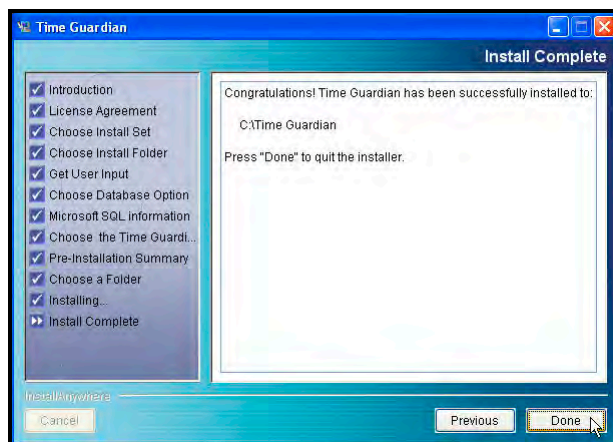 Time Guardian
Install Complete
Introduction
License Agreement
Choose Install Set
Choose Install Folder
Get User Input
Choose Database Option
Microsoft SQL information
Choose the Time Guardi...
Pre-Installation Summary
Choose a Folder
Installing...
Install Complete
Congratulations! Time Guardian has been successfully installed to:
C:\Time Guardian
Press "Done" to quit the installer.
InstallAnywhere
Cancel
Previous
Done